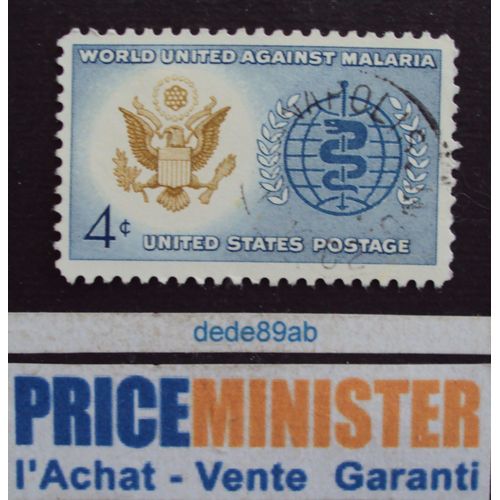 WORLD UNITED AGAINST MALARIA
4¢
UNITED STATES POSTAGE
dede89ab
PRICEMINISTER
l'Achat - Vente Garanti